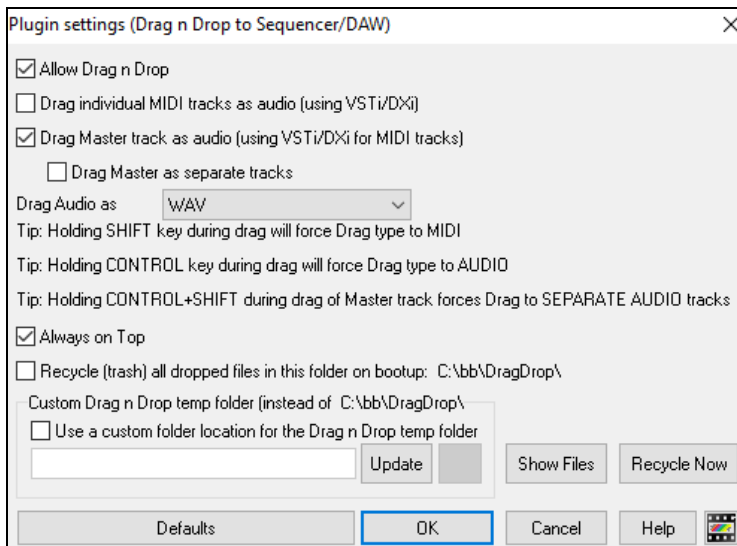 Plugin settings (Drag n Drop to Sequencer/DAW)
Allow Drag n Drop
Drag individual MIDI tracks as audio (using VSTi/DXi)
Drag Master track as audio (using VSTi/DXi for MIDI tracks)
Drag Master as separate tracks
Drag Audio as WAV
Tip: Holding SHIFT key during drag will force Drag type to MIDI
Tip: Holding CONTROL key during drag will force Drag type to AUDIO
Tip: Holding CONTROL+SHIFT during drag of Master track forces Drag to SEPARATE AUDIO tracks
Always on Top
Recycle (trash) all dropped files in this folder on bootup: C:\bb\DragDrop\
Custom Drag n Drop temp folder (instead of C:\bb\DragDrop\
Use a custom folder location for the Drag n Drop temp folder
Update Show Files Recycle Now
Defaults OK Cancel Help